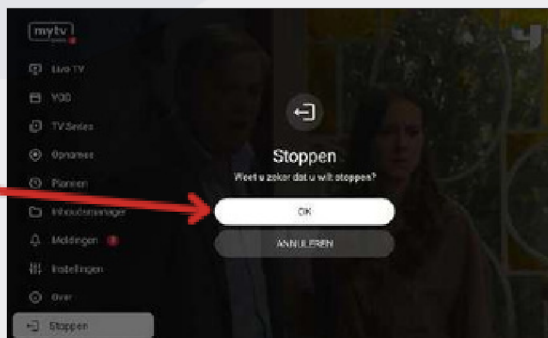 mytv
Live TV
VOD
TV Series
Opnames
Plannen
Inhoudsmanager
Meldingen
Instellingen
Over
Stoppen
Stoppen
Weet u zeker dat u wilt stoppen?
OK
ANNULEREN